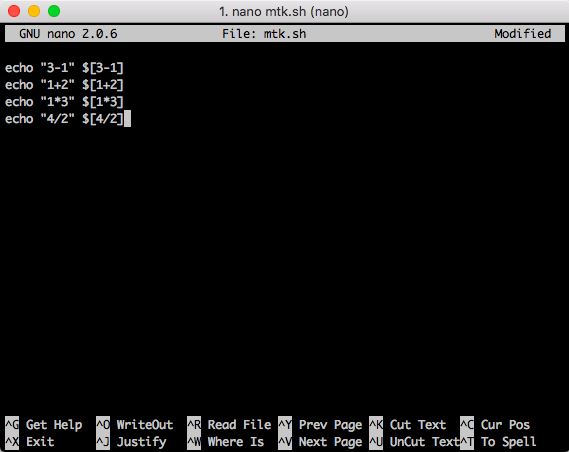 1. nano mtk.sh (nano)
GNU nano 2.0.6 File: mtk.sh Modified
echo "3-1" $[3-1]
echo "1+2" $[1+2]
echo "1*3" $[1*3]
echo "4/2" $[4/2]
^G Get Help ^O WriteOut ^R Read File ^Y Prev Page ^K Cut Text ^C Cur Pos
^X Exit ^J Justify ^W Where Is ^V Next Page ^U UnCut Text ^T To Spell